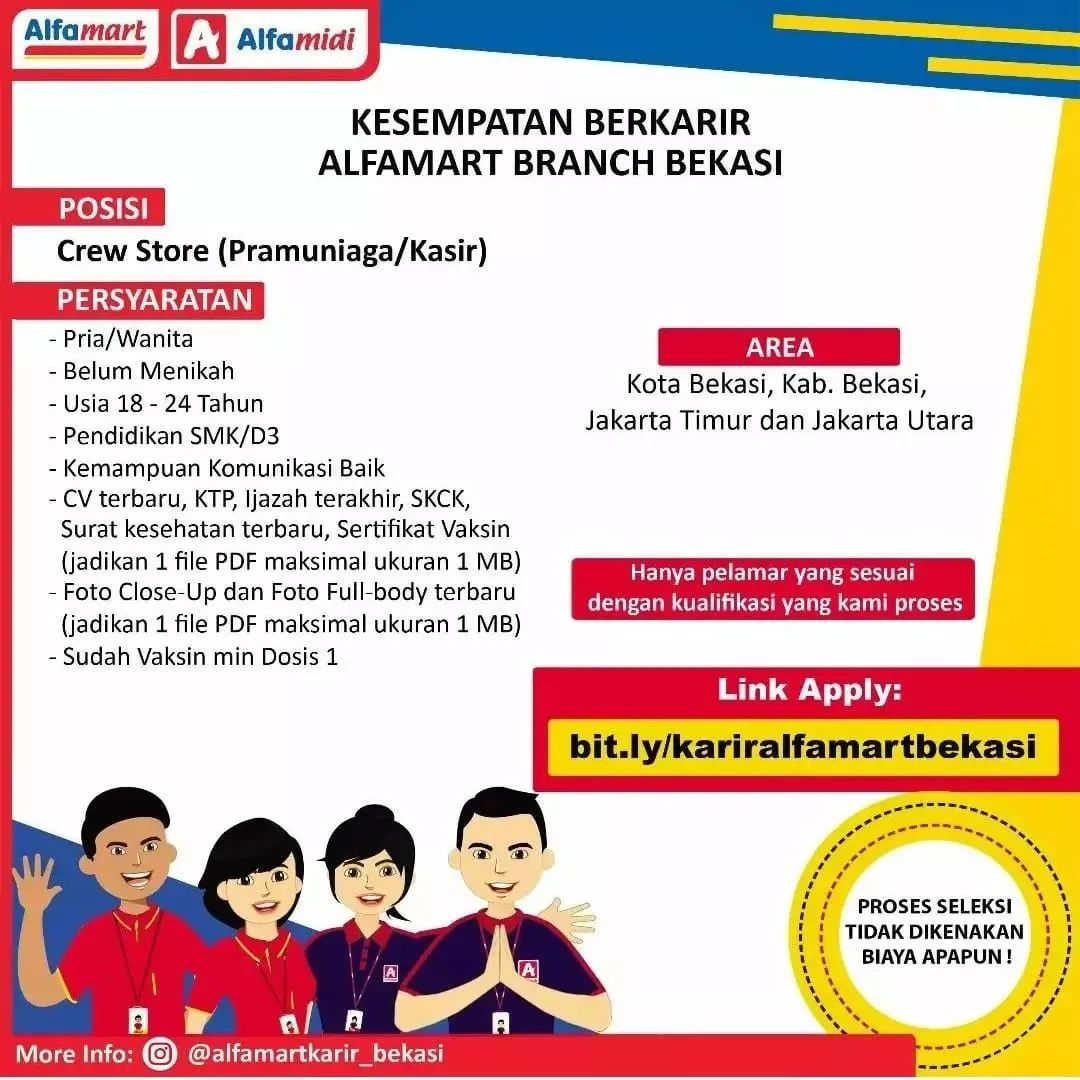 Alfamart
Alfamidi
KESEMPATAN BERKARIR
ALFAMART BRANCH BEKASI
POSISI
Crew Store (Pramuniaga/Kasir)
PERSYARATAN
- Pria/Wanita
- Belum Menikah
- Usia 18 - 24 Tahun
- Pendidikan SMK/D3
- Kemampuan Komunikasi Baik
- CV terbaru, KTP, Ijazah terakhir, SKCK,
Surat kesehatan terbaru, Sertifikat Vaksin
(jadikan 1 file PDF maksimal ukuran 1 MB)
- Foto Close-Up dan Foto Full-body terbaru
(jadikan 1 file PDF maksimal ukuran 1 MB)
- Sudah Vaksin min Dosis 1
AREA
Kota Bekasi, Kab. Bekasi,
Jakarta Timur dan Jakarta Utara
Hanya pelamar yang sesuai
dengan kualifikasi yang kami proses
Link Apply:
bit.ly/kariralfamartbekasi
PROSES SELEKSI
TIDAK DIKENAKAN
BIAYA APAPUN !
More Info: @alfamartkarir_bekasi